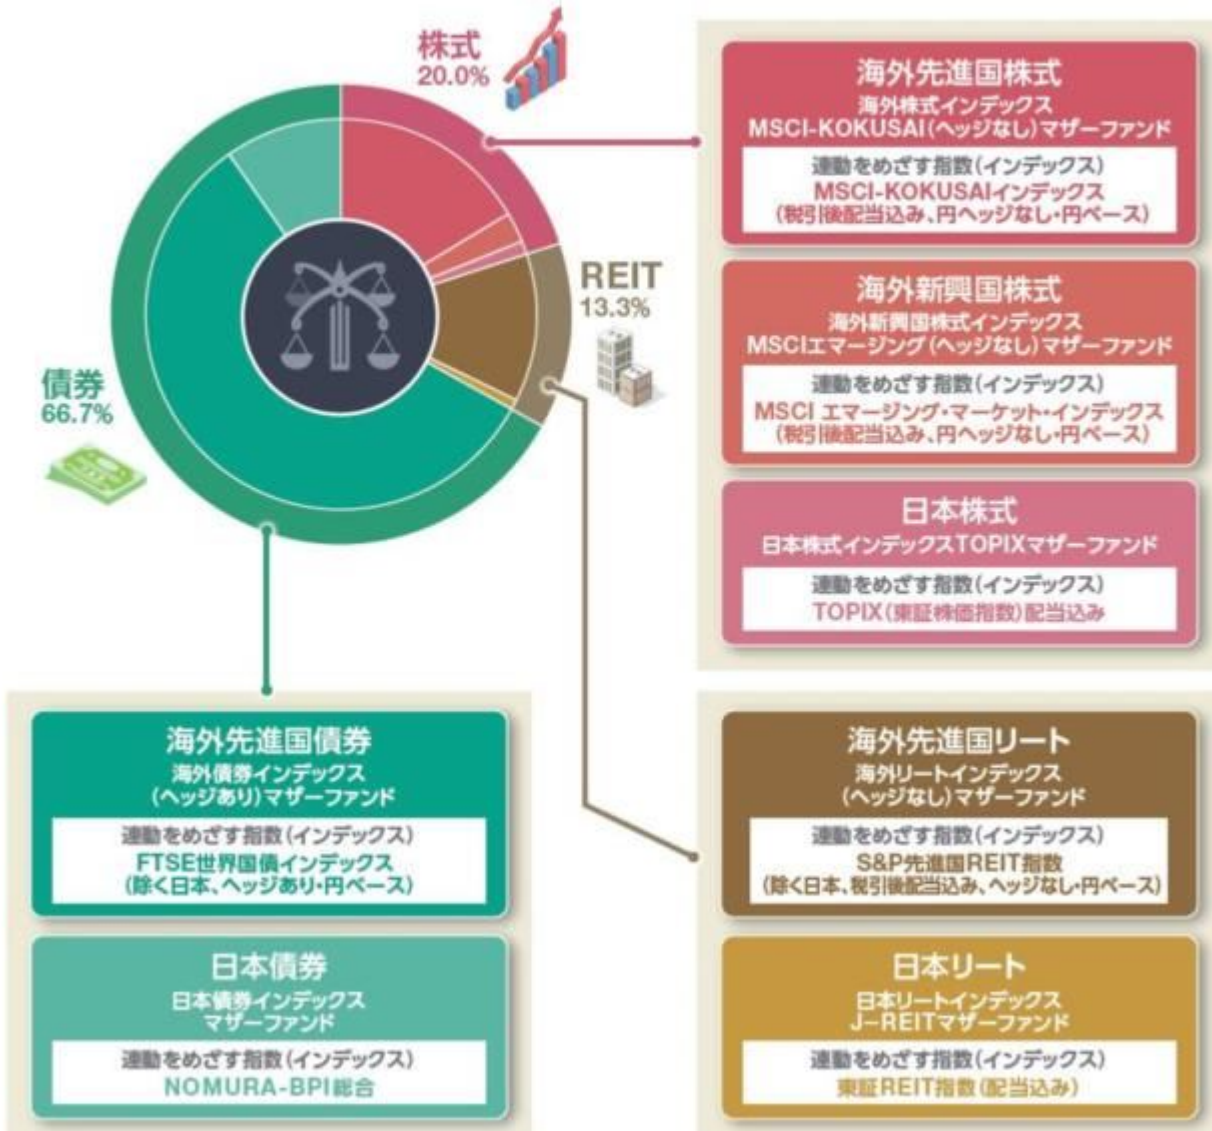 株式
20.0%
REIT
13.3%
債券
66.7%
海外先進国株式
海外株式インデックス
MSCI-KOKUSAI(ヘッジなし)マザーファンド
連動をめざす指数(インデックス)
MSCI-KOKUSAIインデックス
(税引後配当込み、円ヘッジなし・円ベース)
海外新興国株式
海外新興国株式インデックス
MSCIエマージング(ヘッジなし)マザーファンド
連動をめざす指数(インデックス)
MSCI エマージング・マーケット・インデックス
(税引後配当込み、円ヘッジなし・円ベース)
日本株式
日本株式インデックスTOPIXマザーファンド
連動をめざす指数(インデックス)
TOPIX(東証株価指数)配当込み
海外先進国債券
海外債券インデックス
(ヘッジあり)マザーファンド
連動をめざす指数(インデックス)
FTSE世界国債インデックス
(除く日本、ヘッジあり・円ベース)
日本債券
日本債券インデックス
マザーファンド
連動をめざす指数(インデックス)
NOMURA-BPI総合
海外先進国リート
海外リートインデックス
(ヘッジなし)マザーファンド
連動をめざす指数(インデックス)
S&P先進国REIT指数
(除く日本、税引後配当込み、ヘッジなし・円ベース)
日本リート
日本リートインデックス
J-REITマザーファンド
連動をめざす指数(インデックス)
東証REIT指数(配当込み)